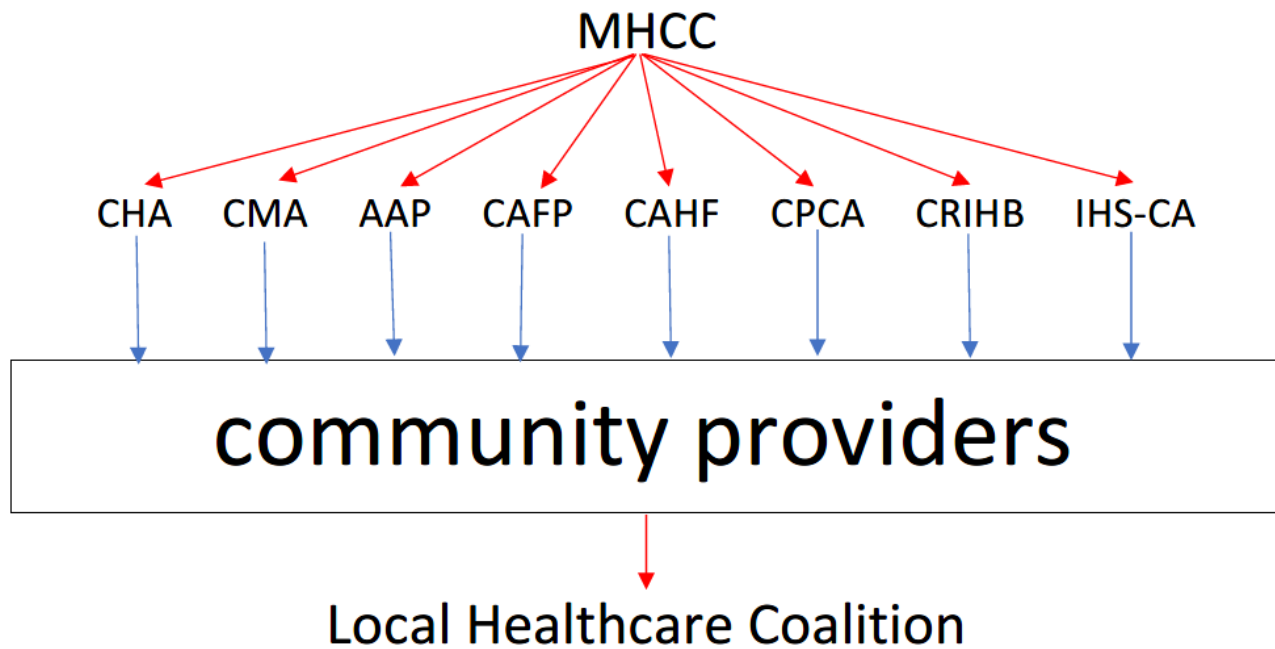 MHCC
CHA CMA AAP CAFP CAHF CPCA CRIHB IHS-CA
community providers
Local Healthcare Coalition